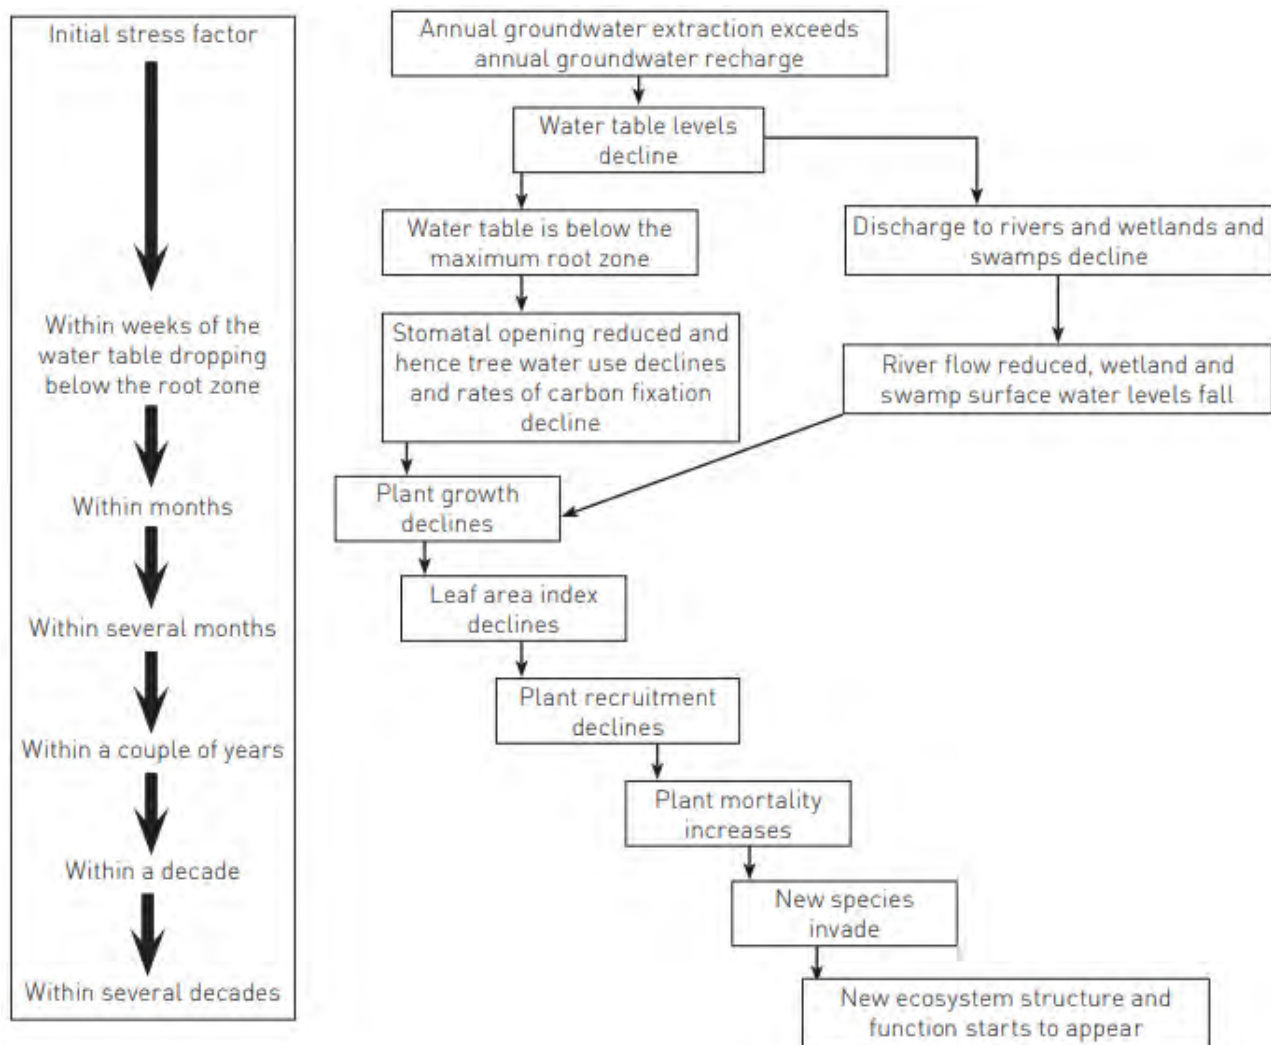 Initial stress factor
Within weeks of the
water table dropping
below the root zone
Within months
Within several months
Within a couple of years
Within a decade
Within several decades
Annual groundwater extraction exceeds
annual groundwater recharge
Water table levels
decline
Water table is below the
maximum root zone
Discharge to rivers and wetlands and
swamps decline
Stomatal opening reduced and
hence tree water use declines
and rates of carbon fixation
decline
River flow reduced, wetland and
swamp surface water levels fall
Plant growth
declines
Leaf area index
declines
Plant recruitment
declines
Plant mortality
increases
New species
invade
New ecosystem structure and
function starts to appear